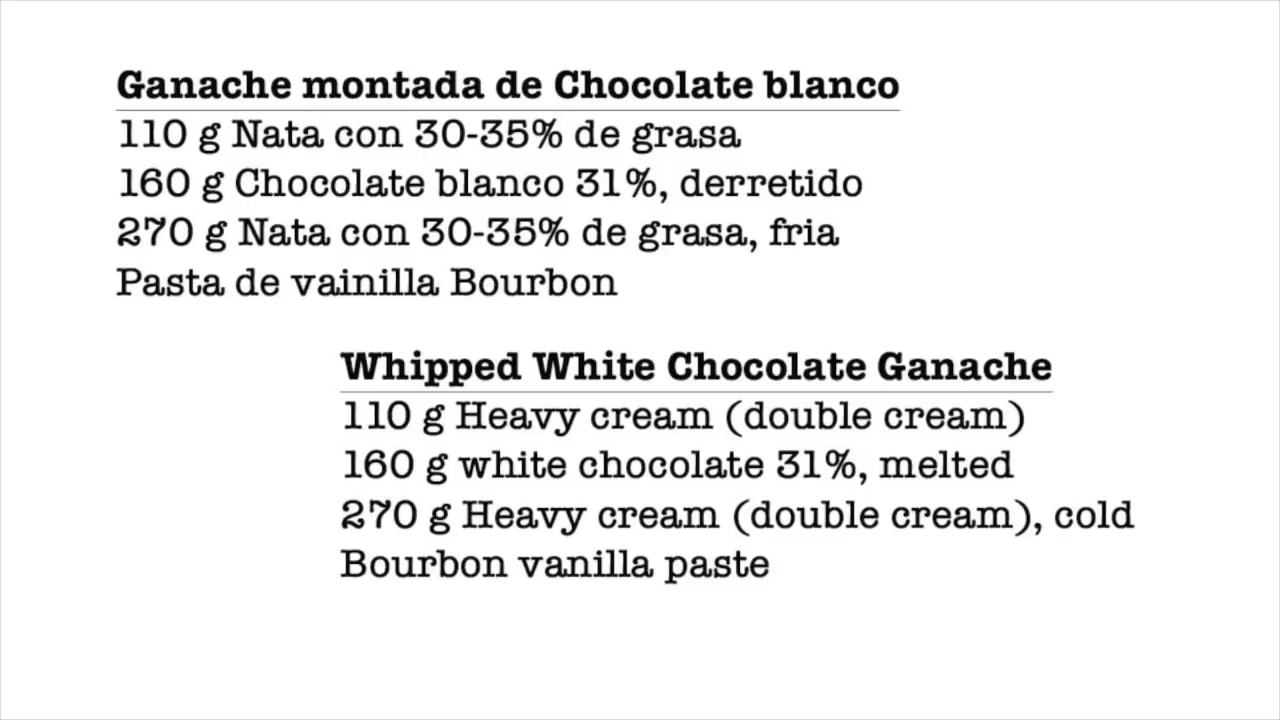 Ganache montada de Chocolate blanco
110 g Nata con 30-35% de grasa
160 g Chocolate blanco 31%, derretido
270 g Nata con 30-35% de grasa, fria
Pasta de vainilla Bourbon
Whipped White Chocolate Ganache
110 g Heavy cream (double cream)
160 g white chocolate 31%, melted
270 g Heavy cream (double cream), cold
Bourbon vanilla paste